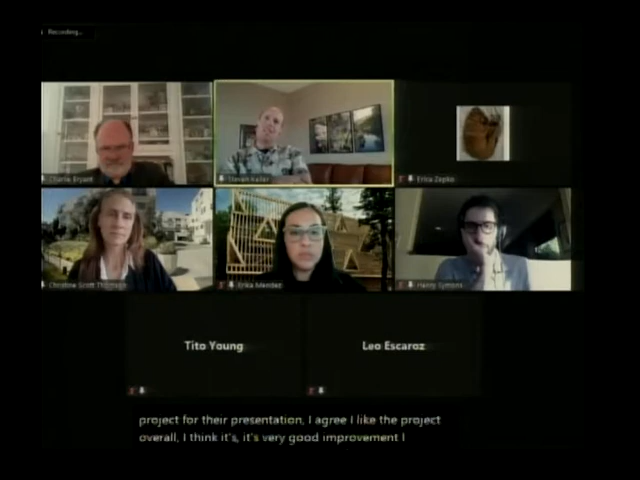 Recording...
Charlie Bryant
Steven Keller
Erica Zepko
Christine Scott Thomson
Erika Mendez
Henry Symons
Tito Young
Leo Escaroz
project for their presentation, I agree I like the project
overall, I think it's, it's very good improvement I